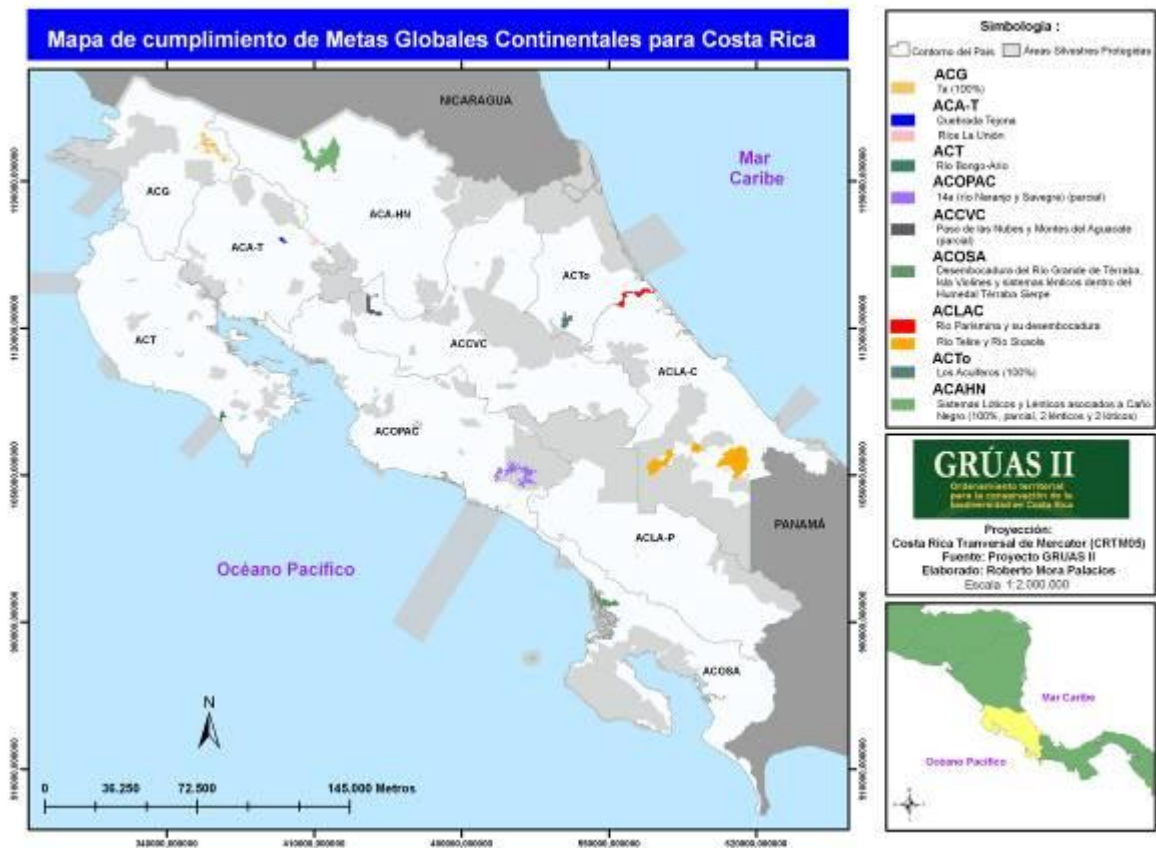 Mapa de cumplimiento de Metas Globales Continentales para Costa Rica
NICARAGUA
Mar
Caribe
ACG
ACA-HN
ACA-T
ACTo
ACT
ACCVC
ACLA-C
ACOPAC
PANAMÁ
ACLA-P
Océano Pacífico
ACOSA
N
0 36.250 72.500 145.000 Metros
Simbología :
Contorno del País Áreas Silvestres Protegidas
ACG
7a (100%)
ACA-T
Quebrada Tejona
Ríos La Unión
ACT
Río Bongo-Ario
ACOPAC
14a (río Naranjo y Savegre) (parcial)
ACCVC
Paso de las Nubes y Montes del Aguacate
(parcial)
ACOSA
Desembocadura del Río Grande de Térraba,
Isla Violines y sistemas lénticos dentro del
Humedal Térraba Sierpe
ACLAC
Rio Parismina y su desembocadura
Río Telire y Río Sixaola
ACTo
Los Acuíferos (100%)
ACAHN
Sistemas Lóticos y Lénticos asociados a Caño
Negro (100%, parcial, 2 lénticos y 2 lóticos)
GRÚAS II
Ordenamiento territorial
para la conservación de la
biodiversidad en Costa Rica
Proyección:
Costa Rica Tranversal de Mercator (CRTM05)
Fuente: Proyecto GRUAS II
Elaborado: Roberto Mora Palacios
Escala 1:2.000.000
Mar Caribe
Océano Pacífico